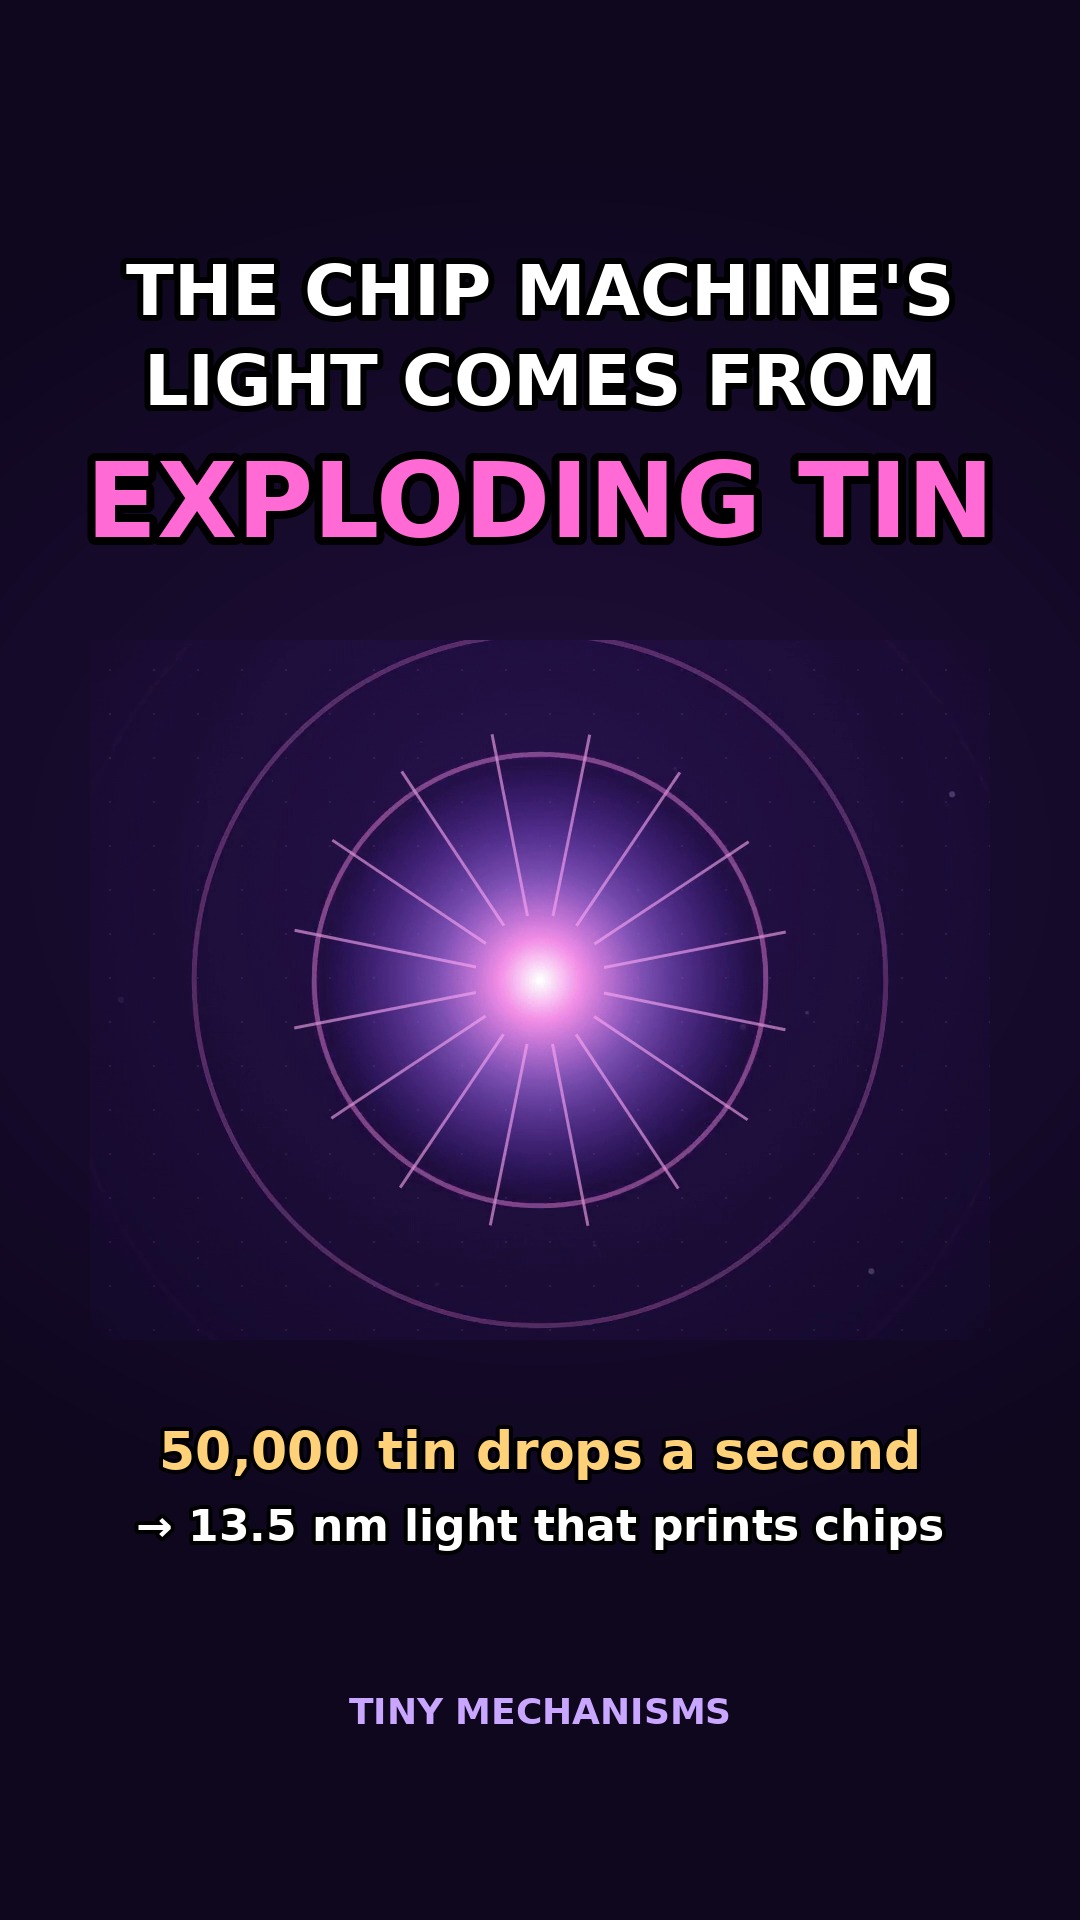 THE CHIP MACHINE'S
LIGHT COMES FROM
EXPLODING TIN
50,000 tin drops a second
→ 13.5 nm light that prints chips
TINY MECHANISMS